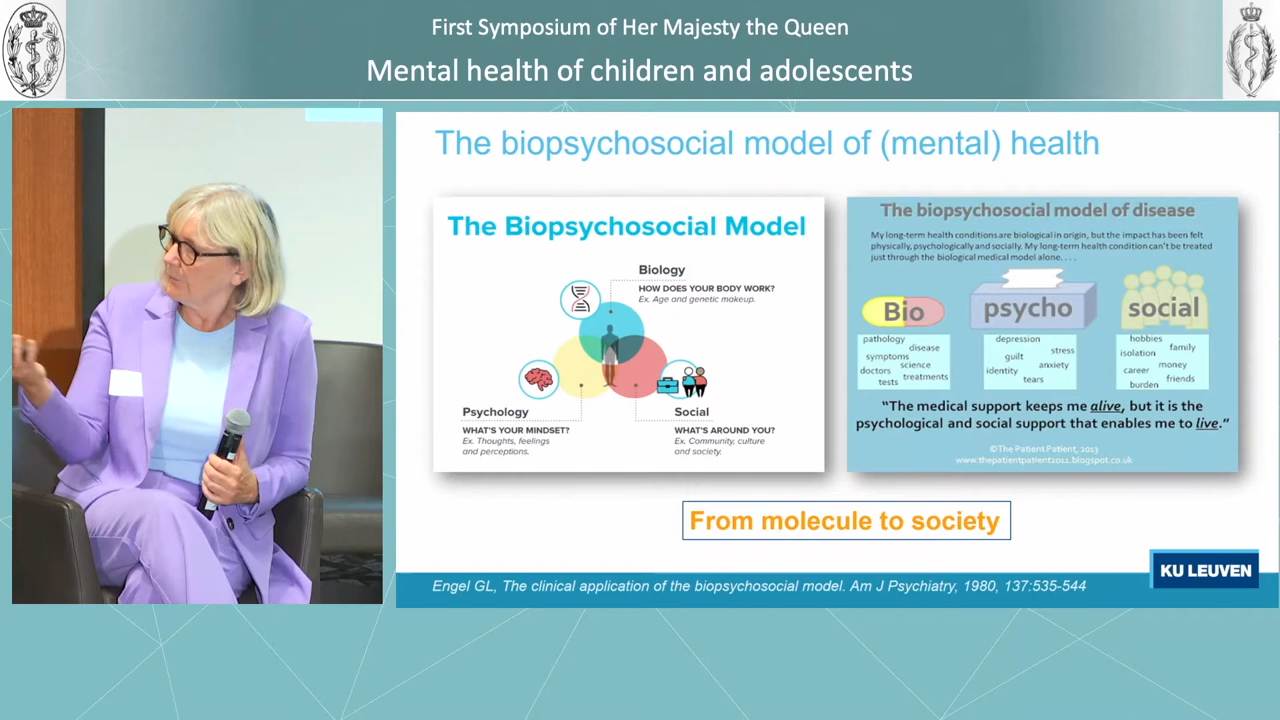 First Symposium of Her Majesty the Queen
Mental health of children and adolescents
The biopsychosocial model of (mental) health
The Biopsychosocial Model
Biology
HOW DOES YOUR BODY WORK?
Ex. Age and genetic makeup.
Psychology
WHAT'S YOUR MINDSET?
Ex. Thoughts, feelings
and perceptions.
Social
WHAT'S AROUND YOU?
Ex. Community, culture
and society.
The biopsychosocial model of disease
My long-term health conditions are biological in origin, but the impact has been felt
physically, psychologically and socially. My long-term health condition can't be treated
just through the biological medical model alone. . . .
Bio
pathology
disease
symptoms
science
doctors
treatments
tests
psycho
depression
stress
guilt
anxiety
identity
tears
social
hobbies
family
isolation
money
career
friends
burden
"The medical support keeps me alive, but it is the
psychological and social support that enables me to live."
©The Patient Patient, 2013
www.thepatientpatient2011.blogspot.co.uk
From molecule to society
Engel GL, The clinical application of the biopsychosocial model. Am J Psychiatry, 1980, 137:535-544
KU LEUVEN